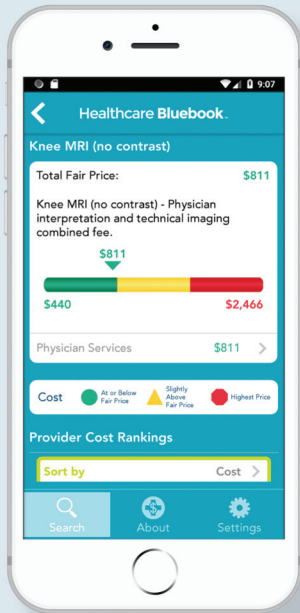 9:07
Healthcare Bluebook™
Knee MRI (no contrast)
Total Fair Price: $811
Knee MRI (no contrast) - Physician
interpretation and technical imaging
combined fee.
$811
$440 $2,466
Physician Services $811
Cost
At or Below
Fair Price
Slightly
Above
Fair Price
Highest Price
Provider Cost Rankings
Sort by Cost
Search About Settings